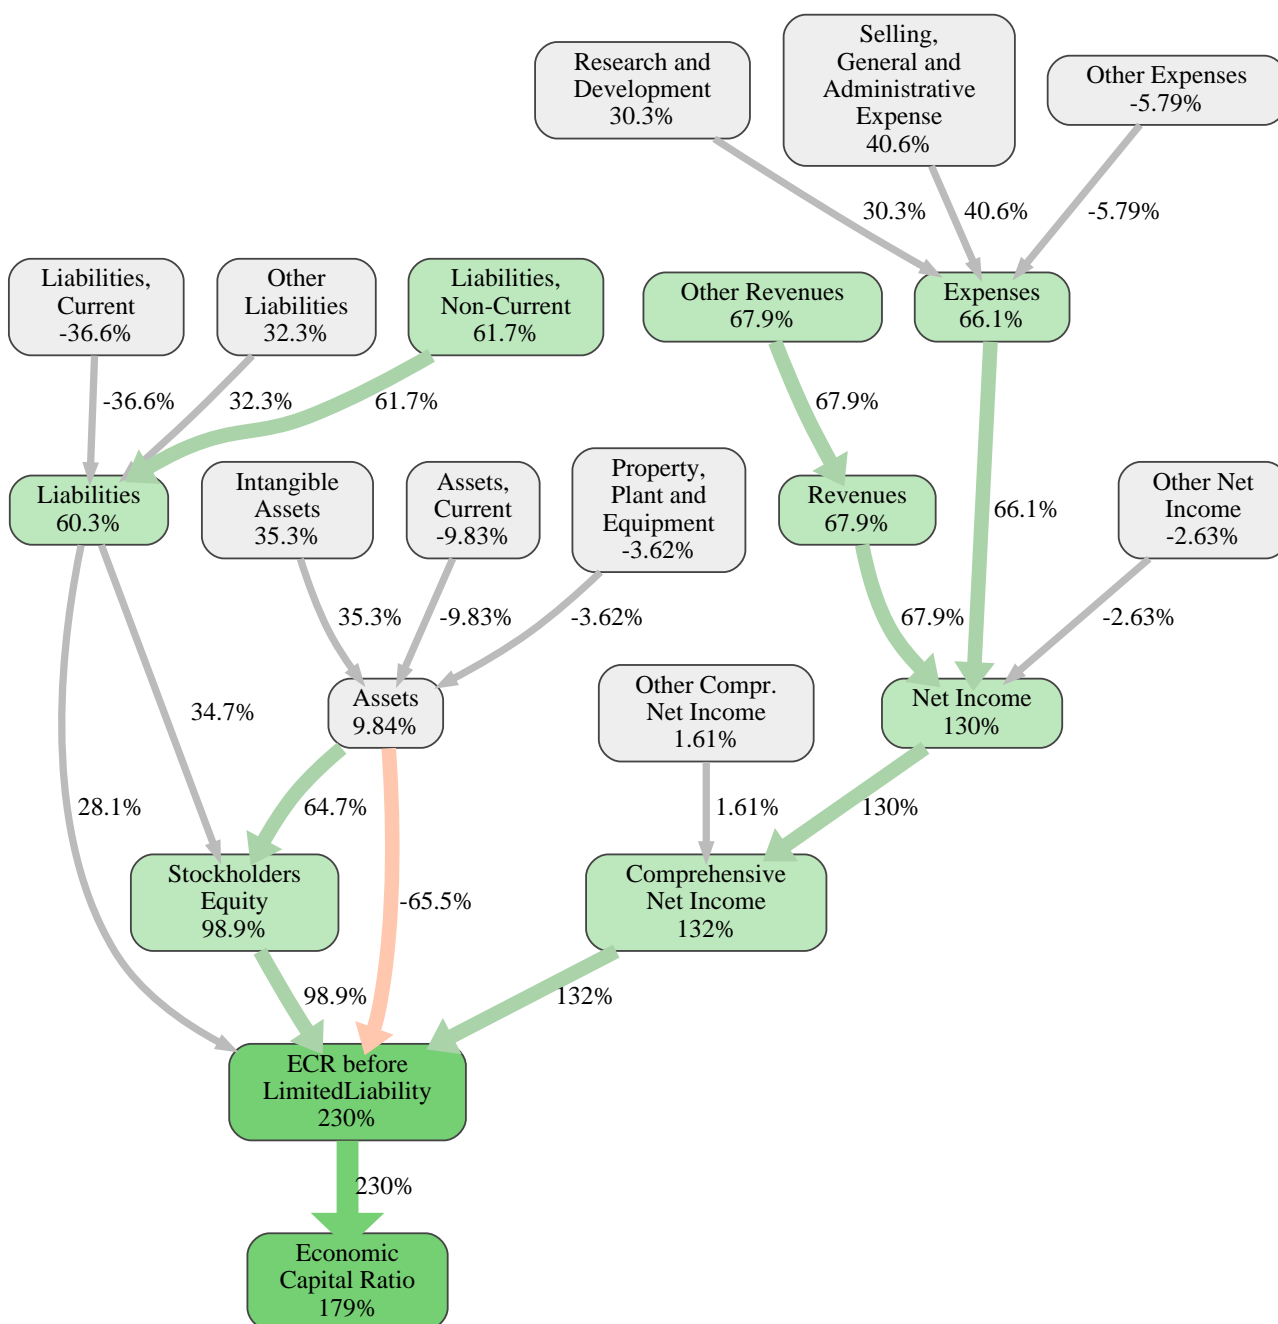 Selling,
General and
Administrative
Expense
40.6%
Research and
Development
30.3%
Other Expenses
-5.79%
30.3%
40.6%
-5.79%
Liabilities,
Current
-36.6%
Other
Liabilities
32.3%
Liabilities,
Non-Current
61.7%
Other Revenues
67.9%
Expenses
66.1%
-36.6%
32.3%
61.7%
67.9%
Liabilities
60.3%
Intangible
Assets
35.3%
Assets,
Current
-9.83%
Property,
Plant and
Equipment
-3.62%
Revenues
67.9%
66.1%
Other Net
Income
-2.63%
35.3%
-9.83%
-3.62%
67.9%
-2.63%
34.7%
Assets
9.84%
Other Compr.
Net Income
1.61%
Net Income
130%
28.1%
64.7%
1.61%
130%
Stockholders
Equity
98.9%
-65.5%
Comprehensive
Net Income
132%
98.9%
132%
ECR before
LimitedLiability
230%
230%
Economic
Capital Ratio
179%